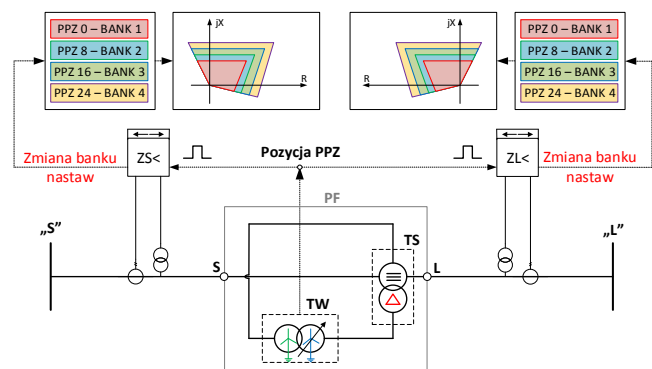 PPZ 0 – BANK 1
PPZ 8 – BANK 2
PPZ 16 – BANK 3
PPZ 24 – BANK 4
jX
R
jX
R
PPZ 0 – BANK 1
PPZ 8 – BANK 2
PPZ 16 – BANK 3
PPZ 24 – BANK 4
Zmiana banku
nastaw
ZS<
Pozycja PPZ
ZL<
Zmiana banku
nastaw
PF
„S”
S
TS
L
„L”
TW